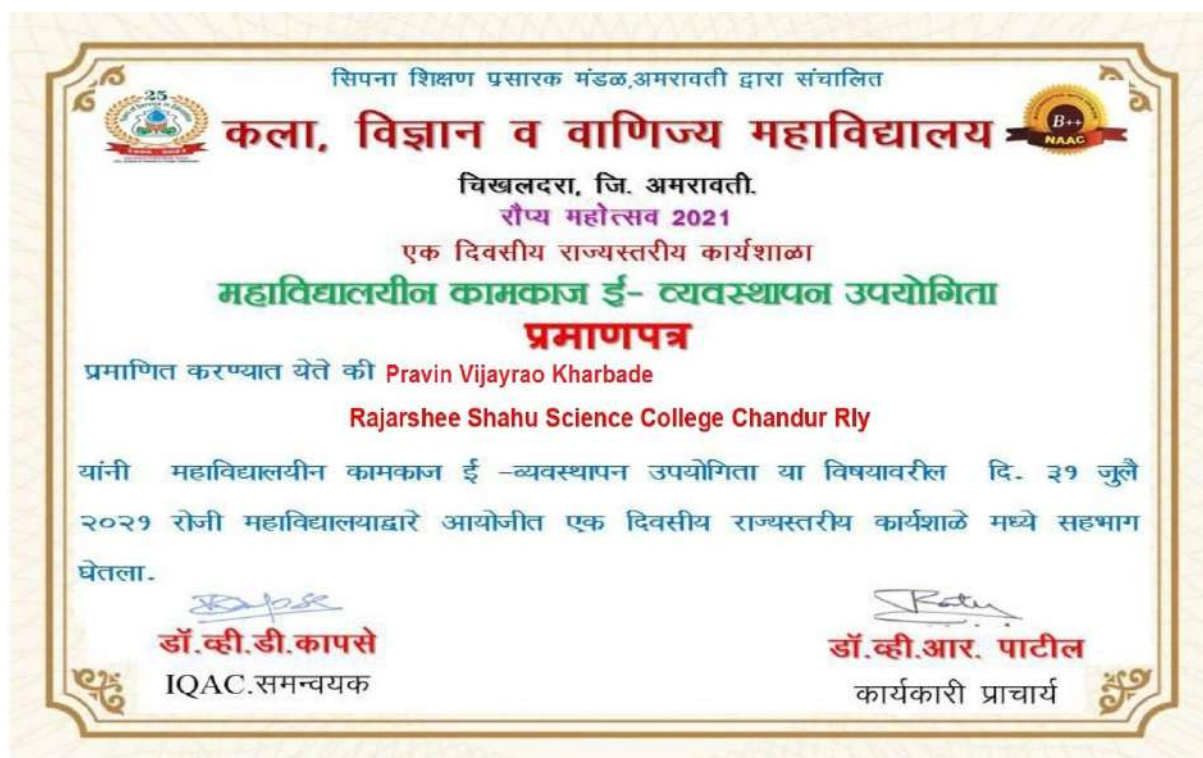 सिपना शिक्षण प्रसारक मंडळ,अमरावती द्वारा संचालित
25
कला, विज्ञान व वाणिज्य महाविद्यालय
B++
NAAC
चिखलदरा, जि. अमरावती.
रौप्य महोत्सव 2021
एक दिवसीय राज्यस्तरीय कार्यशाळा
महाविद्यालयीन कामकाज ई- व्यवस्थापन उपयोगिता
प्रमाणपत्र
प्रमाणित करण्यात येते की Pravin Vijayrao Kharbade
Rajarshee Shahu Science College Chandur Rly
यांनी महाविद्यालयीन कामकाज ई -व्यवस्थापन उपयोगिता या विषयावरील दि. ३१ जुलै
२०२१ रोजी महाविद्यालयाद्वारे आयोजीत एक दिवसीय राज्यस्तरीय कार्यशाळे मध्ये सहभाग
घेतला.
डॉ.व्ही.डी.कापसे
IQAC.समन्वयक
डॉ.व्ही.आर. पाटील
कार्यकारी प्राचार्य